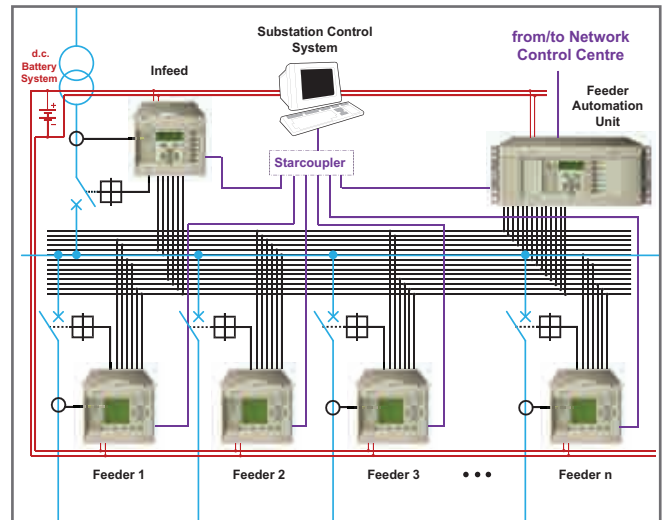 d.c.
Battery
System
Infeed
Substation Control
System
from/to Network
Control Centre
Feeder
Automation
Unit
Starcoupler
+
–
Feeder 1
Feeder 2
Feeder 3
• • •
Feeder n